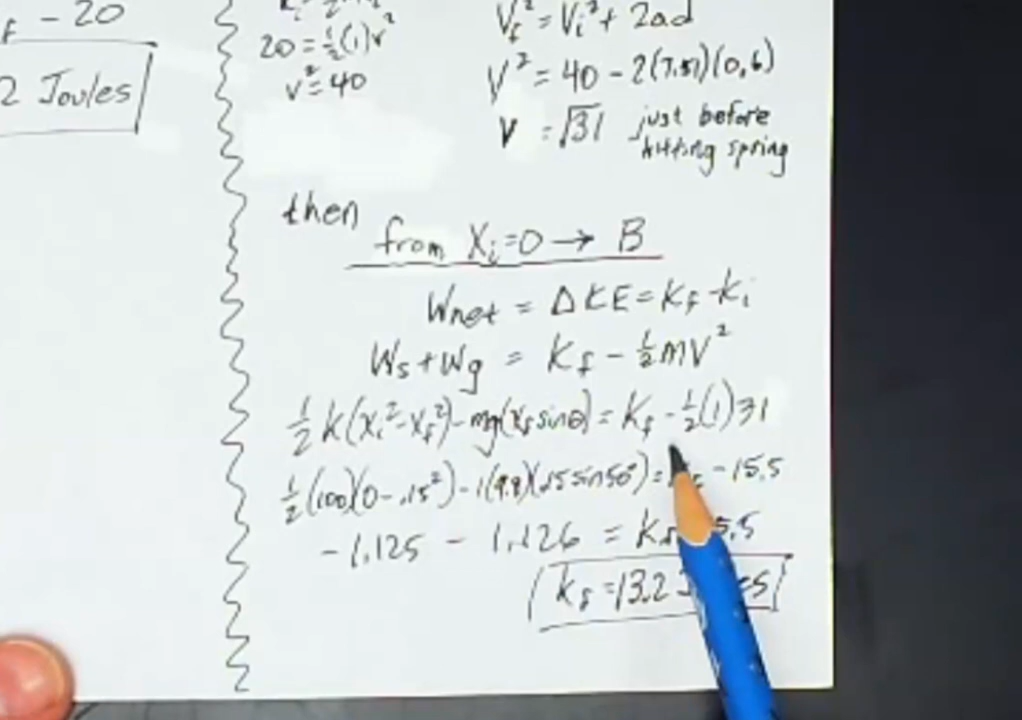 F - 20
2 Joules
20 = ½(1)v²
v² = 40
V_f² = V_i² + 2ad
V² = 40 - 2(7.51)(0,6)
V = √31 just before
hitting spring
then
from X_i=0 → B
W_net = ΔKE = K_f - K_i
W_s + W_g = K_f - ½mV²
½k(x_i² - x_f²) - mg(x_f sinθ) = K_f - ½(1)31
½(100)(0 - .15²) - 1(9.8)(.15 sin50°) = - 15.5
-1.125 - 1.126 = K_f 5.5
K_f = 13.2